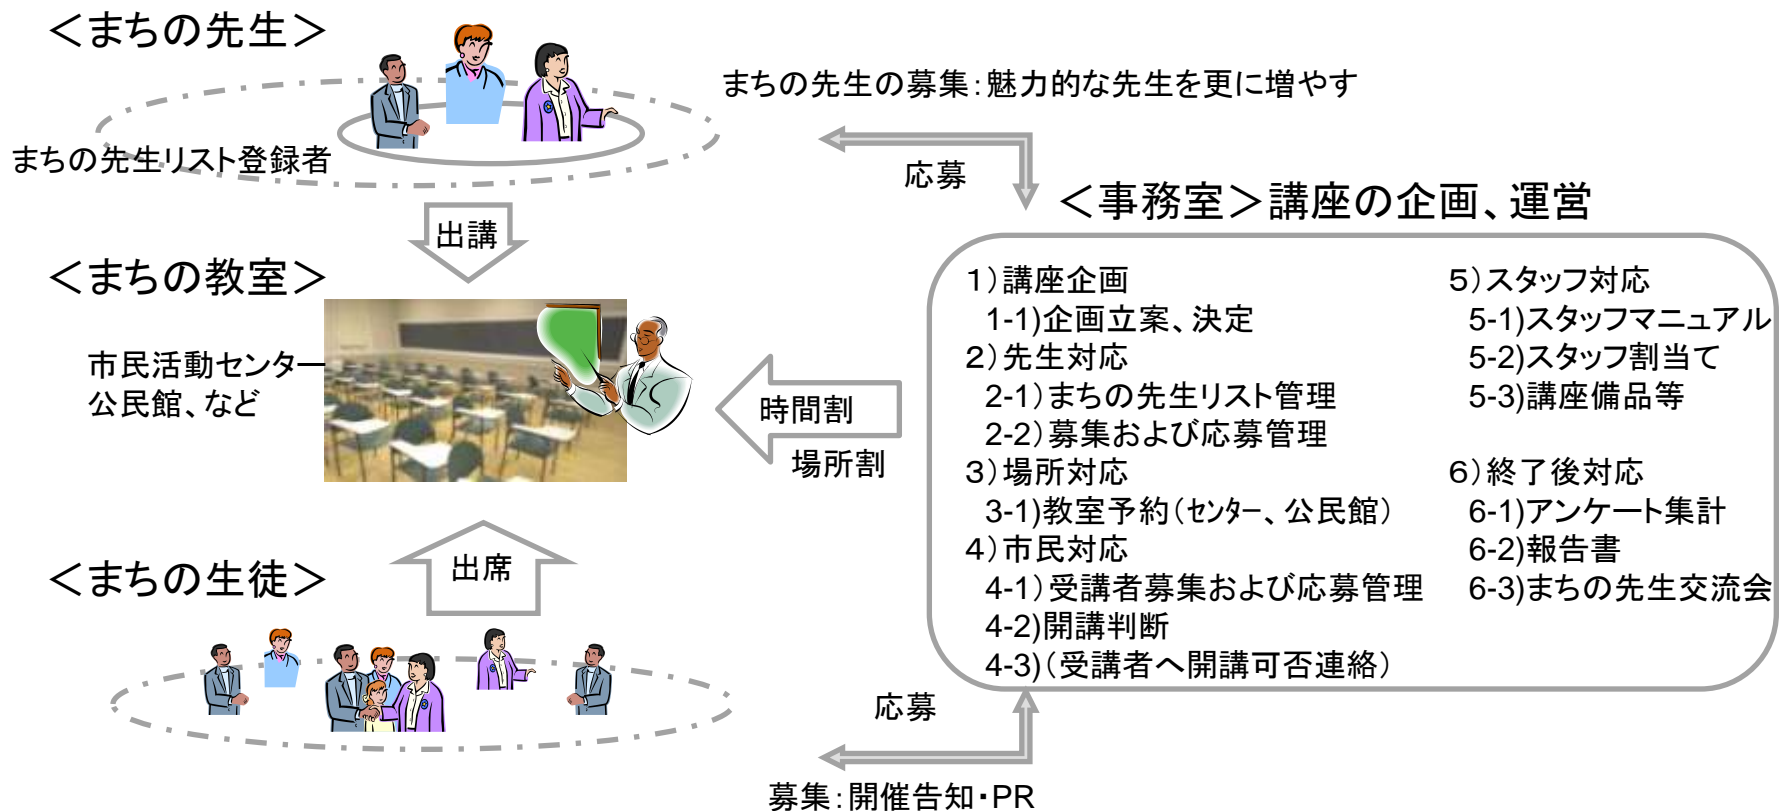 ＜まちの先生＞
まちの先生の募集：魅力的な先生を更に増やす
まちの先生リスト登録者
応募
＜事務室＞講座の企画、運営
出講
＜まちの教室＞
市民活動センター
公民館、など
時間割
場所割
1）講座企画
1-1)企画立案、決定
2）先生対応
2-1）まちの先生リスト管理
2-2）募集および応募管理
3）場所対応
3-1)教室予約（ｾﾝﾀｰ、公民館）
4）市民対応
4-1）受講者募集および応募管理
4-2)開講判断
4-3)（受講者へ開講可否連絡）
5）スタッフ対応
5-1)スタッフマニュアル
5-2)スタッフ割当て
5-3)講座備品等
6）終了後対応
6-1)アンケート集計
6-2)報告書
6-3)まちの先生交流会
出席
＜まちの生徒＞
応募
募集：開催告知・PR